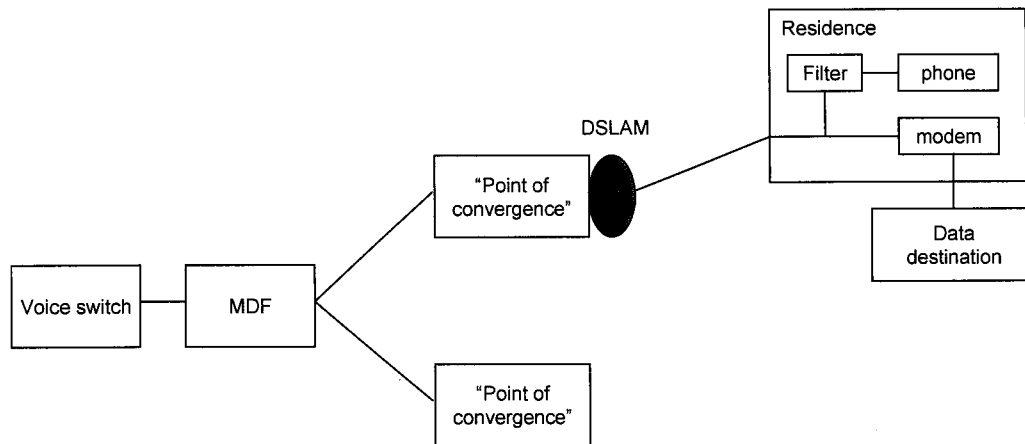 Residence
Filter
phone
DSLAM
modem
“Point of
convergence”
Data
destination
Voice switch
MDF
“Point of
convergence”